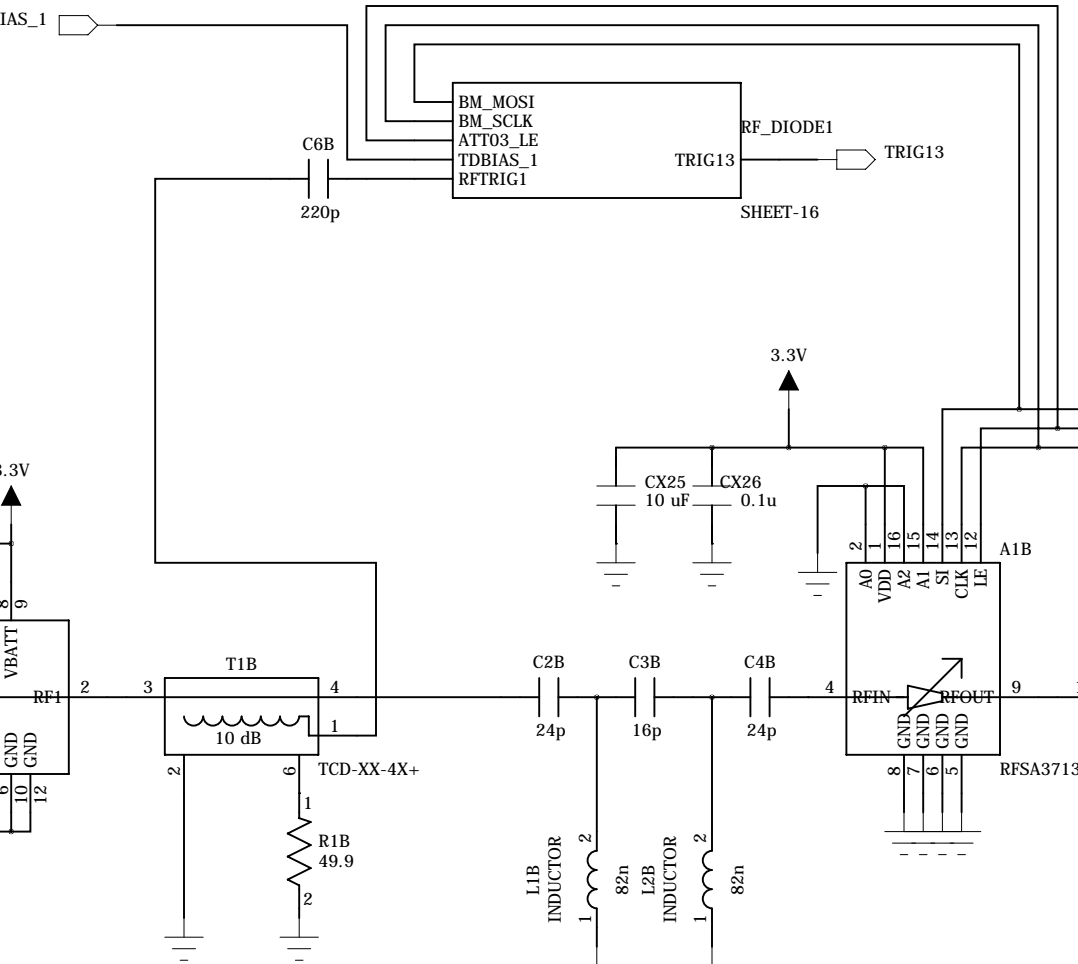 IAS_1
BM_MOSI
BM_SCLK
ATT03_LE
TDBIAS_1
RFTRIG1
TRIG13
RF_DIODE1
TRIG13
SHEET-16
C6B
220p
3.3V
CX25
10 uF
CX26
0.1u
3.3V
2
1
16
15
14
13
12
A1B
A0
VDD
A2
A1
SI
CLK
LE
8
9
VBATT
RF1
2
GND
GND
6
10
12
T1B
3
4
1
10 dB
2
6
TCD-XX-4X+
1
R1B
49.9
2
C2B
24p
C3B
16p
C4B
24p
4
RFIN
RFOUT
9
1
GND
GND
GND
GND
8
7
6
5
RFSA3713
L1B
INDUCTOR
2
1
82n
L2B
INDUCTOR
2
1
82n